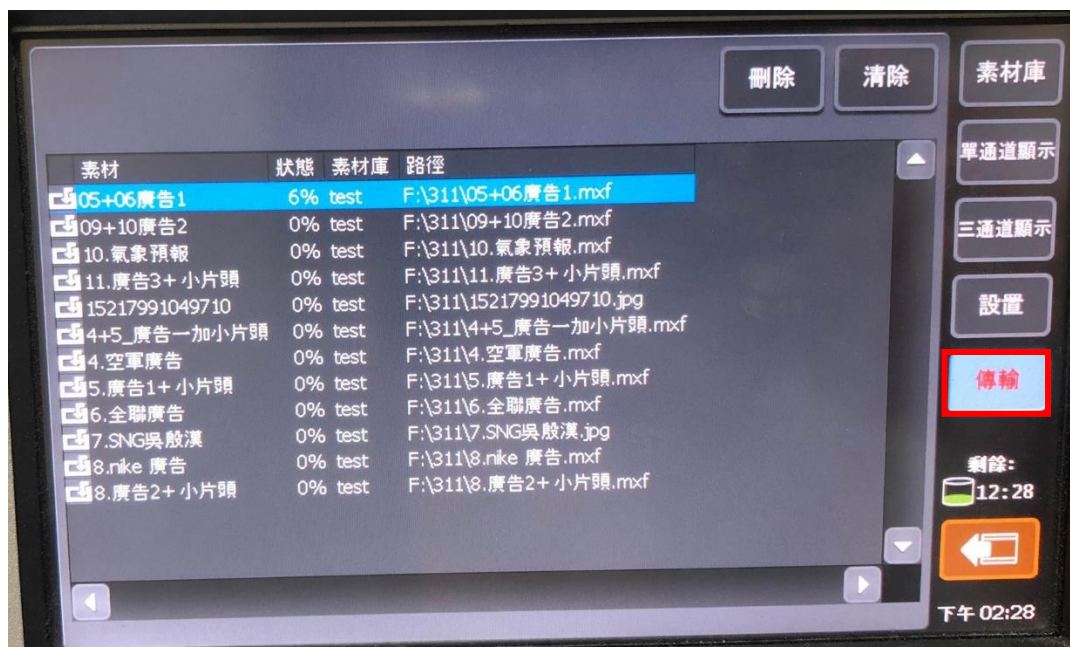 刪除 清除
素材庫
單通道顯示
三通道顯示
設置
傳輸
剩餘:
12:28
下午 02:28
素材 狀態 素材庫 路徑
05+06廣告1 6% test F:\311\05+06廣告1.mxf
09+10廣告2 0% test F:\311\09+10廣告2.mxf
10.氣象預報 0% test F:\311\10.氣象預報.mxf
11.廣告3+小片頭 0% test F:\311\11.廣告3+小片頭.mxf
15217991049710 0% test F:\311\15217991049710.jpg
4+5_廣告一加小片頭 0% test F:\311\4+5_廣告一加小片頭.mxf
4.空軍廣告 0% test F:\311\4.空軍廣告.mxf
5.廣告1+小片頭 0% test F:\311\5.廣告1+小片頭.mxf
6.全聯廣告 0% test F:\311\6.全聯廣告.mxf
7.SNG吳殷漢 0% test F:\311\7.SNG吳殷漢.jpg
8.nike 廣告 0% test F:\311\8.nike 廣告.mxf
8.廣告2+小片頭 0% test F:\311\8.廣告2+小片頭.mxf